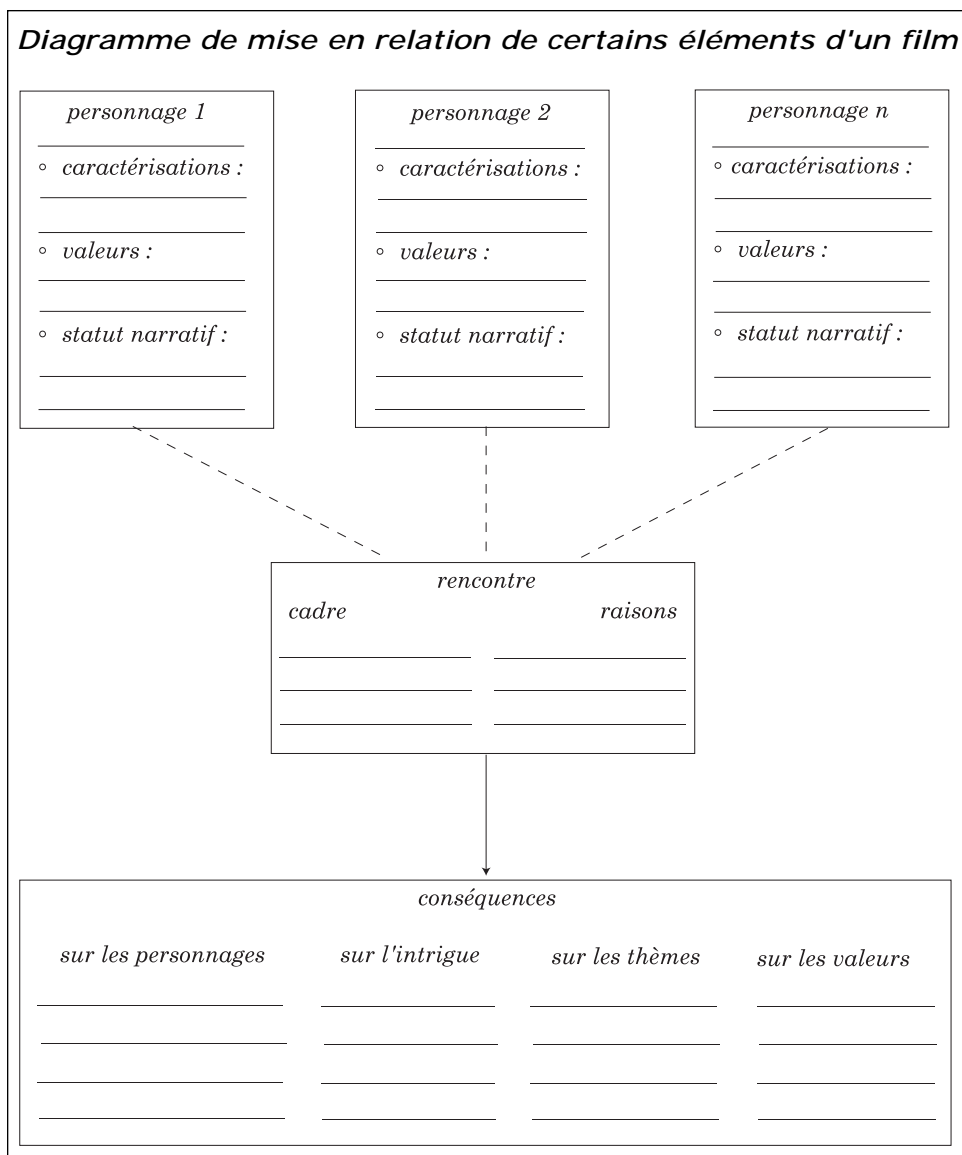 Diagramme de mise en relation de certains éléments d'un film
personnage 1
caractérisations :
valeurs :
statut narratif :
personnage 2
caractérisations :
valeurs :
statut narratif :
personnage n
caractérisations :
valeurs :
statut narratif :
rencontre
cadre
raisons
conséquences
sur les personnages
sur l'intrigue
sur les thèmes
sur les valeurs